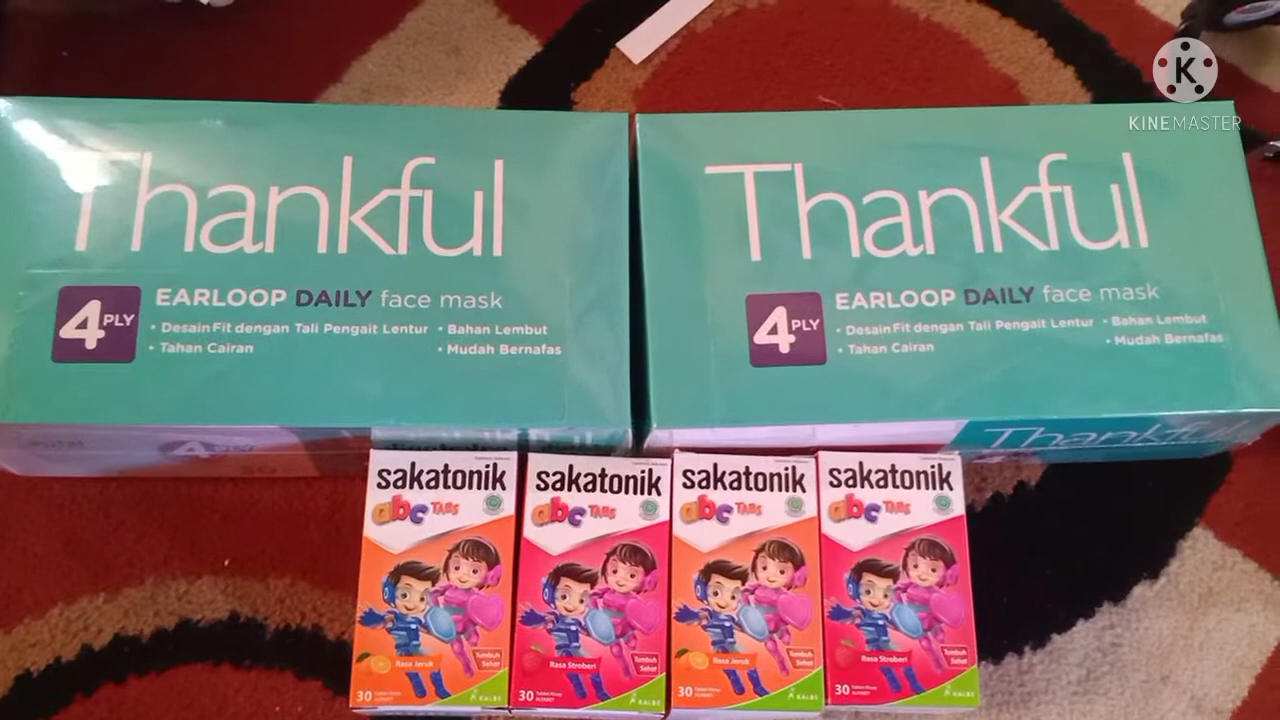 K
KINEMASTER
Thankful
4 PLY
EARLOOP DAILY face mask
• Desain Fit dengan Tali Pengait Lentur
• Bahan Lembut
• Tahan Cairan
• Mudah Bernafas
Thankful
4 PLY
EARLOOP DAILY face mask
• Desain Fit dengan Tali Pengait Lentur
• Bahan Lembut
• Tahan Cairan
• Mudah Bernafas
4 PLY
Thankful
sakatonik
abc TABS
Rasa Jeruk
Tumbuh
Sehat
30
KALBE
sakatonik
abc TABS
Rasa Stroberi
Tumbuh
Sehat
30
KALBE
sakatonik
abc TABS
Rasa Jeruk
Tumbuh
Sehat
30
KALBE
sakatonik
abc TABS
Rasa Stroberi
Tumbuh
Sehat
30
KALBE